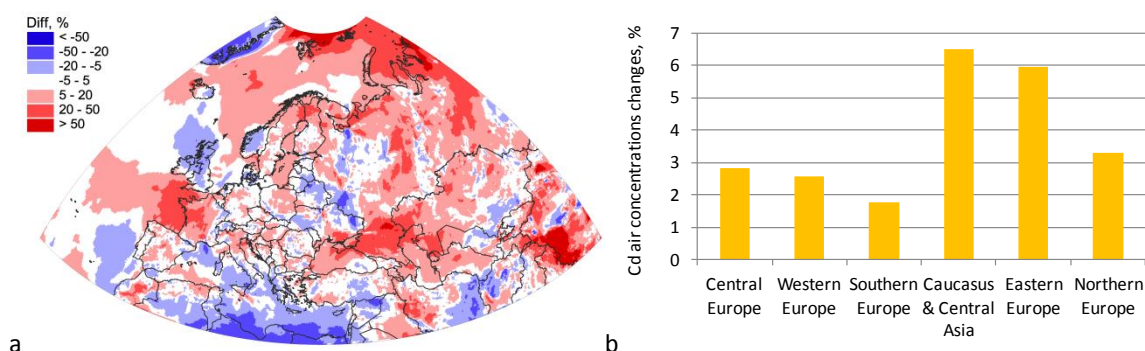 Diff, %
< -50
-50 - -20
-20 - -5
-5 - 5
5 - 20
20 - 50
> 50
a
Cd air concentrations changes, %
7
6
5
4
3
2
1
0
Central
Europe
Western
Europe
Southern
Europe
Caucasus
& Central
Asia
Eastern
Europe
Northern
Europe
b